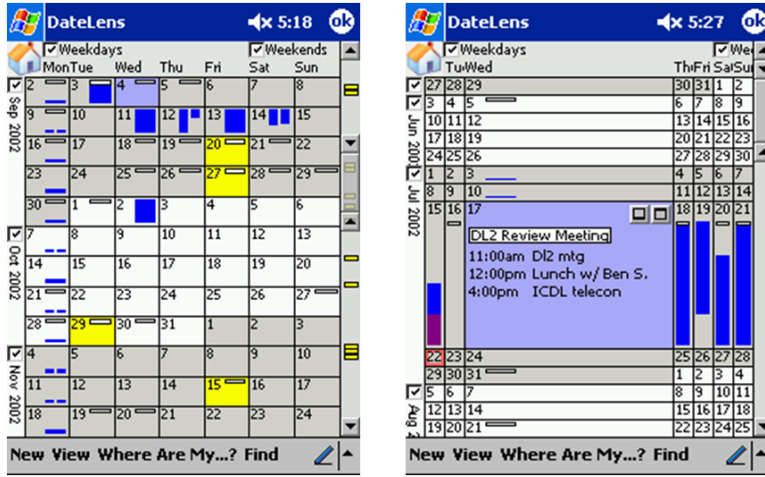 DateLens 5:18 ok
Weekdays Weekends
Mon Tue Wed Thu Fri Sat Sun
2 3 4 5 6 7 8
9 10 11 12 13 14 15
16 17 18 19 20 21 22
23 24 25 26 27 28 29
30 1 2 3 4 5 6
7 8 9 10 11 12 13
14 15 16 17 18 19 20
21 22 23 24 25 26 27
28 29 30 31 1 2 3
4 5 6 7 8 9 10
11 12 13 14 15 16 17
18 19 20 21 22 23 24
Sep 2002
Oct 2002
Nov 2002
New View Where Are My...? Find
DateLens 5:27 ok
Weekdays Wee
Tu Wed Th Fri Sat Sun
27 28 29 30 31 1 2
3 4 5 6 7 8 9
10 11 12 13 14 15 16
17 18 19 20 21 22 23
24 25 26 27 28 29 30
1 2 3 4 5 6 7
8 9 10 11 12 13 14
15 16 17 18 19 20 21
DL2 Review Meeting
11:00am Dl2 mtg
12:00pm Lunch w/ Ben S.
4:00pm ICDL telecon
22 23 24 25 26 27 28
29 30 31 1 2 3 4
5 6 7 8 9 10 11
12 13 14 15 16 17 18
19 20 21 22 23 24 25
Jun 200
Jul 2002
Aug 2
New View Where Are My...? Find